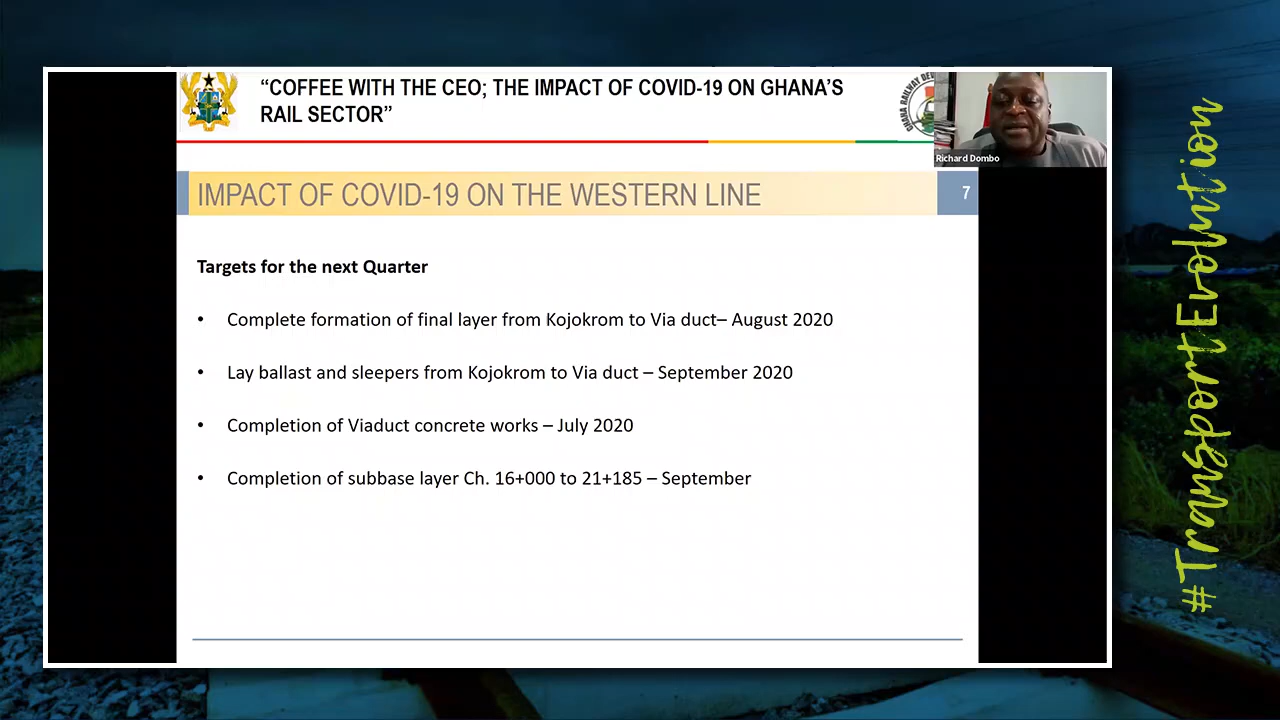 “COFFEE WITH THE CEO; THE IMPACT OF COVID-19 ON GHANA’S
RAIL SECTOR”
GHANA RAILWAY
Richard Dombo
IMPACT OF COVID-19 ON THE WESTERN LINE
7
Targets for the next Quarter
• Complete formation of final layer from Kojokrom to Via duct– August 2020
• Lay ballast and sleepers from Kojokrom to Via duct – September 2020
• Completion of Viaduct concrete works – July 2020
• Completion of subbase layer Ch. 16+000 to 21+185 – September
#TransportEvolution